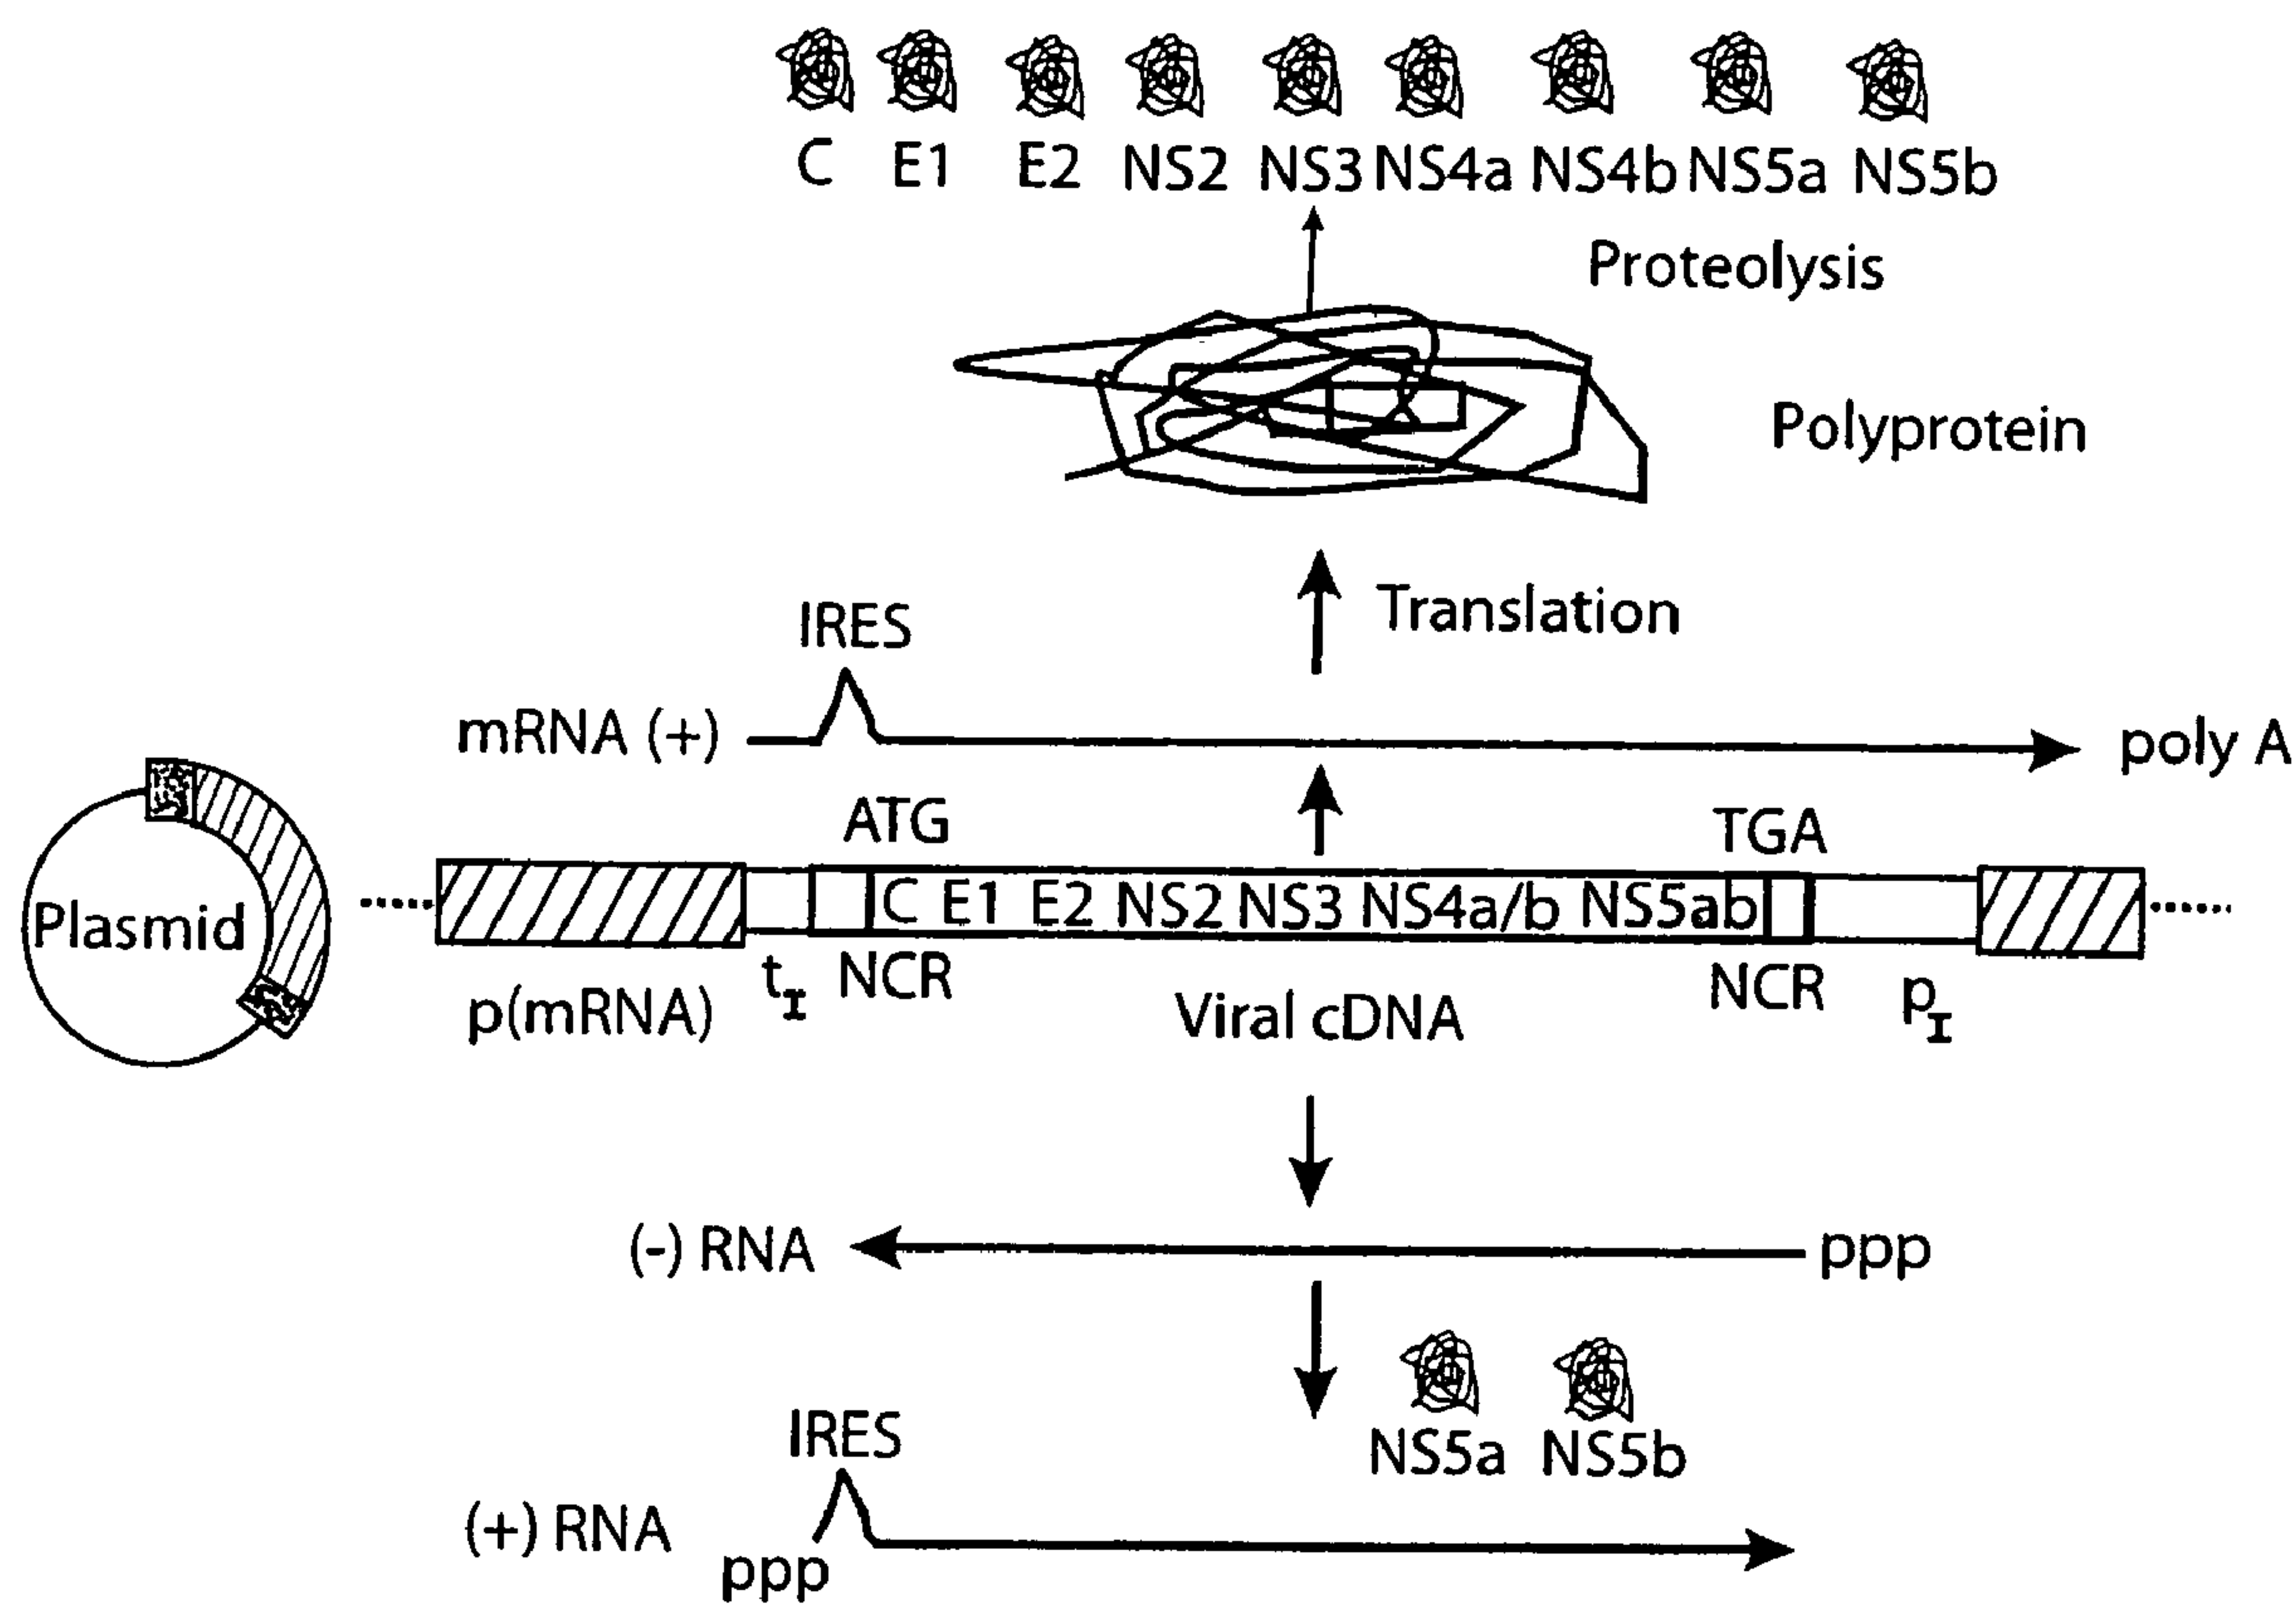 C E1 E2 NS2 NS3 NS4a NS4b NS5a NS5b
Proteolysis
Polyprotein
Translation
IRES
mRNA (+) poly A
ATG TGA
Plasmid
C E1 E2 NS2 NS3 NS4a/b NS5ab
p(mRNA) tI NCR Viral cDNA NCR pI
(-) RNA ppp
NS5a NS5b
IRES
(+) RNA
ppp